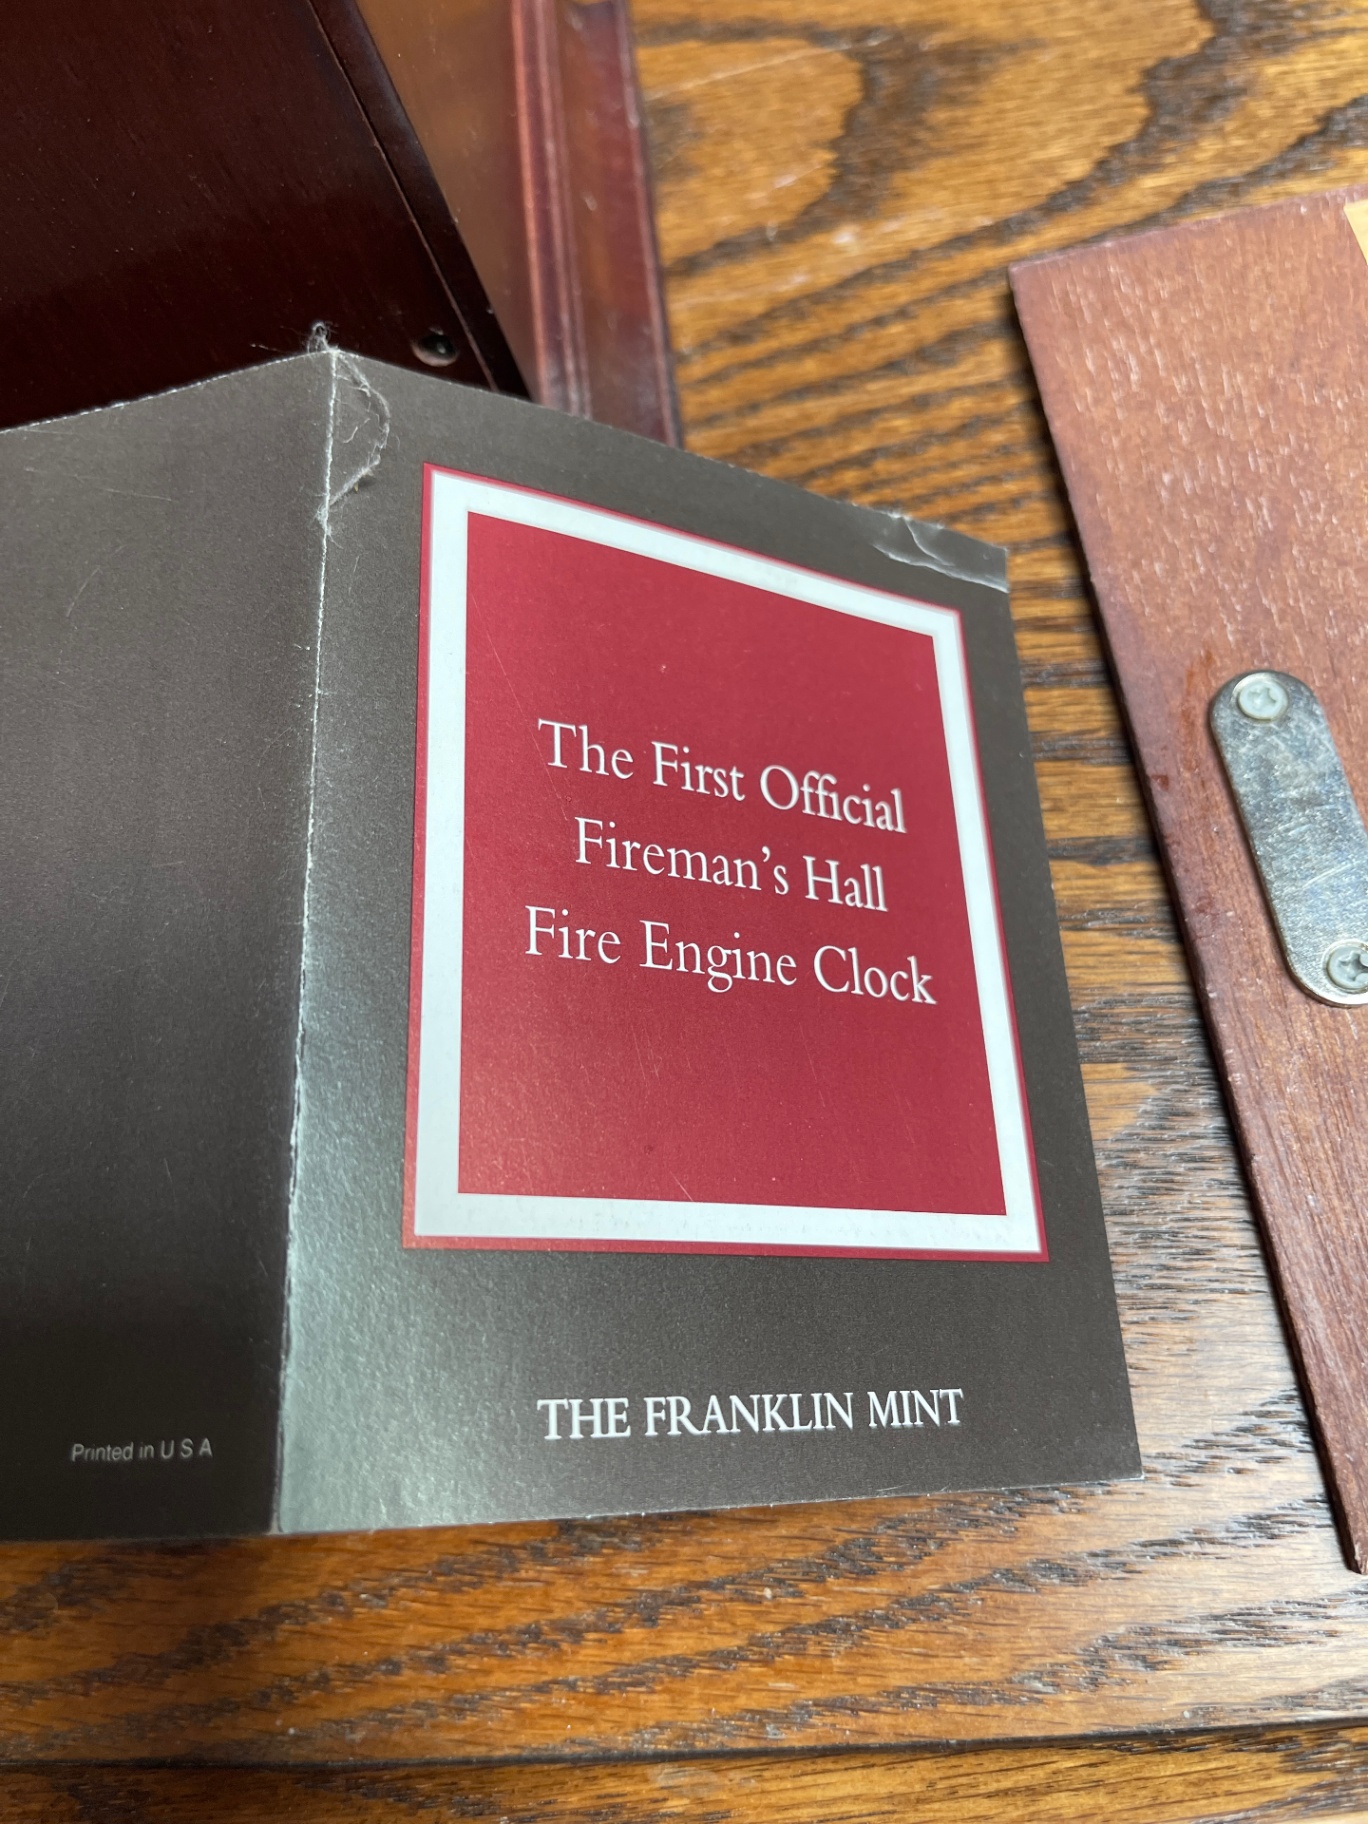 The First Official
Fireman's Hall
Fire Engine Clock
THE FRANKLIN MINT
Printed in U S A